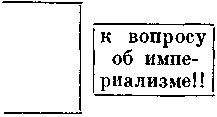 к вопросу
об импе-
риализме!!